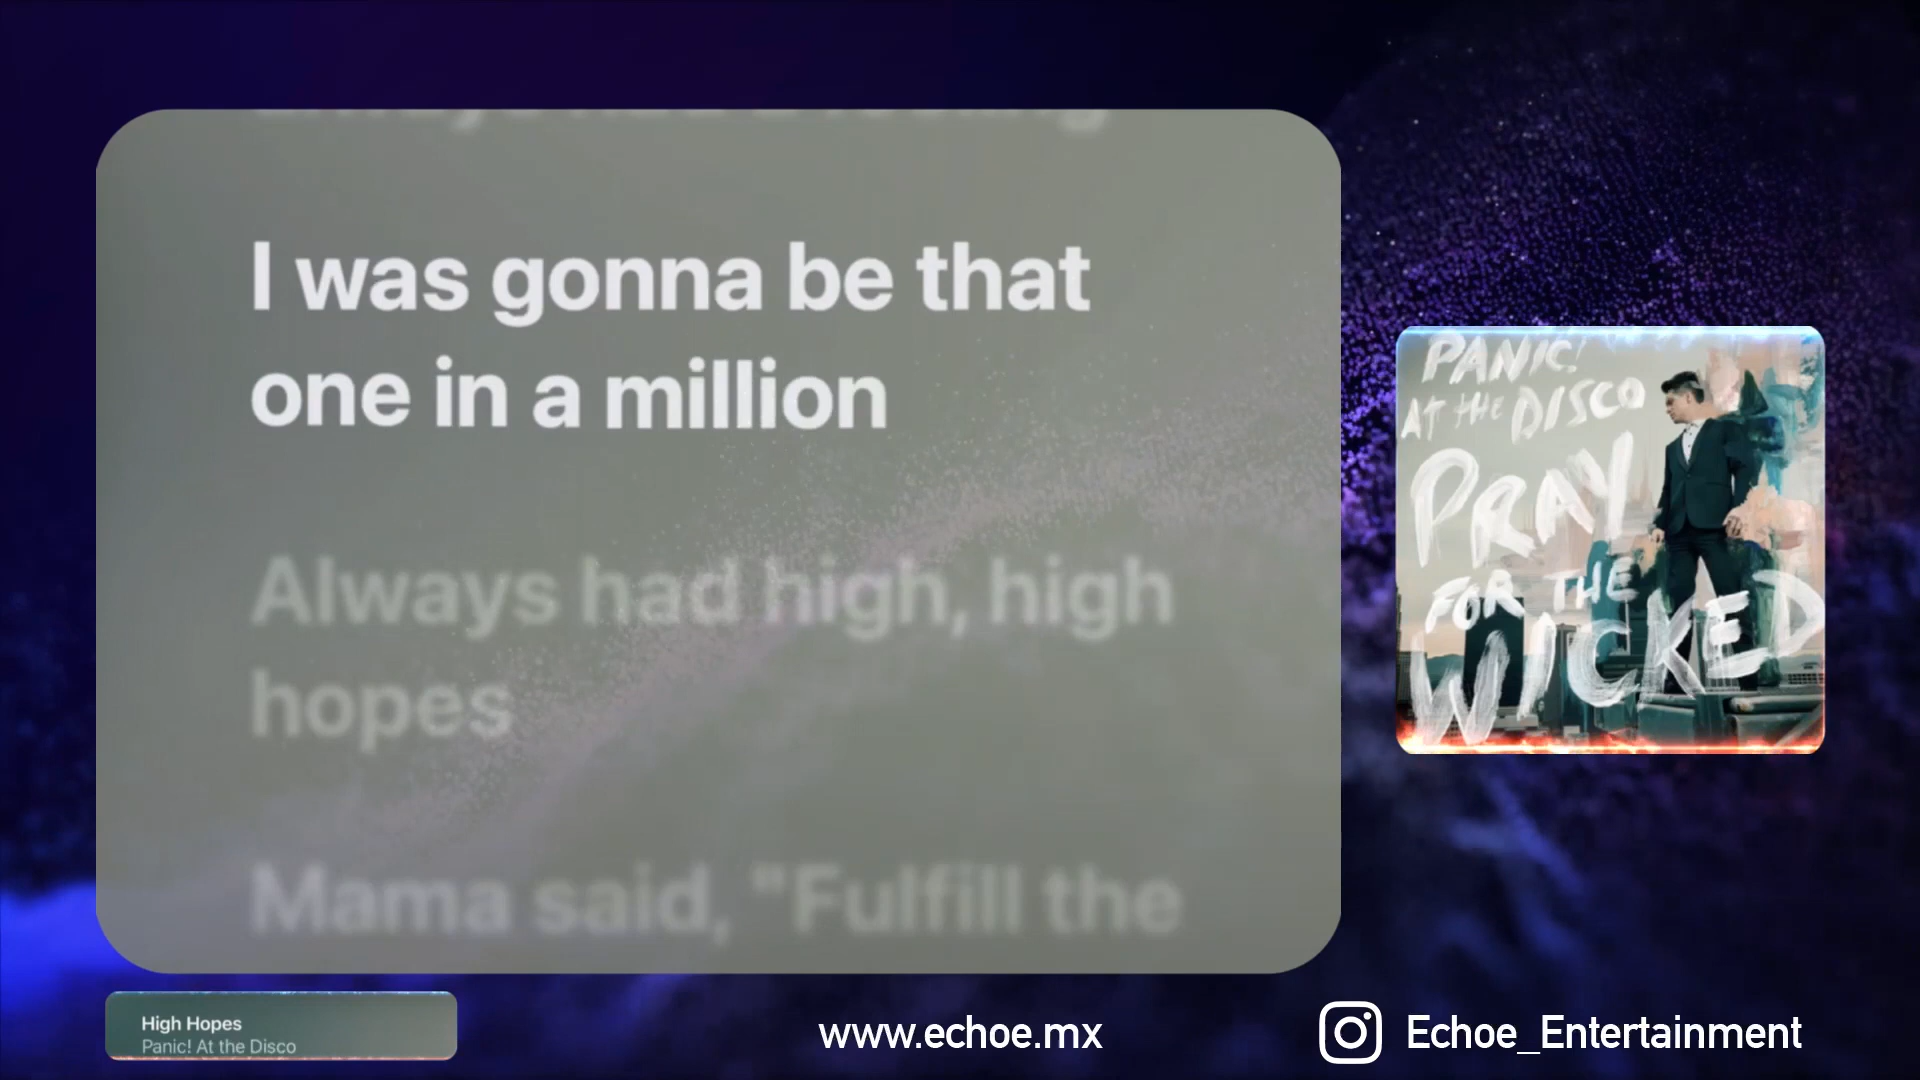 I was gonna be that
one in a million
Always had high, high
hopes
Mama said, "Fulfill the
PANIC!
AT THE DISCO
PRAY
FOR THE
WICKED
High Hopes
Panic! At the Disco
www.echoe.mx
Echoe_Entertainment